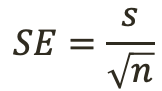 SE = s/√n